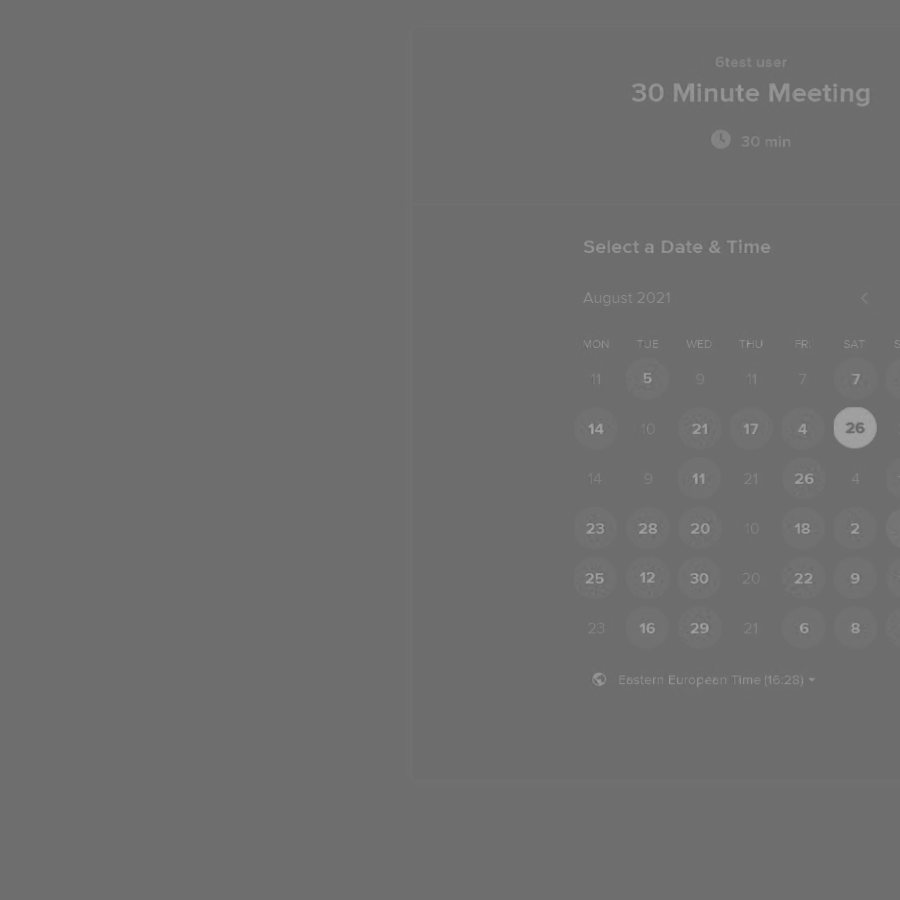 6test user
30 Minute Meeting
30 min
Select a Date & Time
August 2021
MON TUE WED THU FRI SAT
11 5 9 11 7 7
14 10 21 17 4 26
14 9 11 21 26 4
23 28 20 10 18 2
25 12 30 20 22 9
23 16 29 21 6 8
Eastern European Time (16:28)